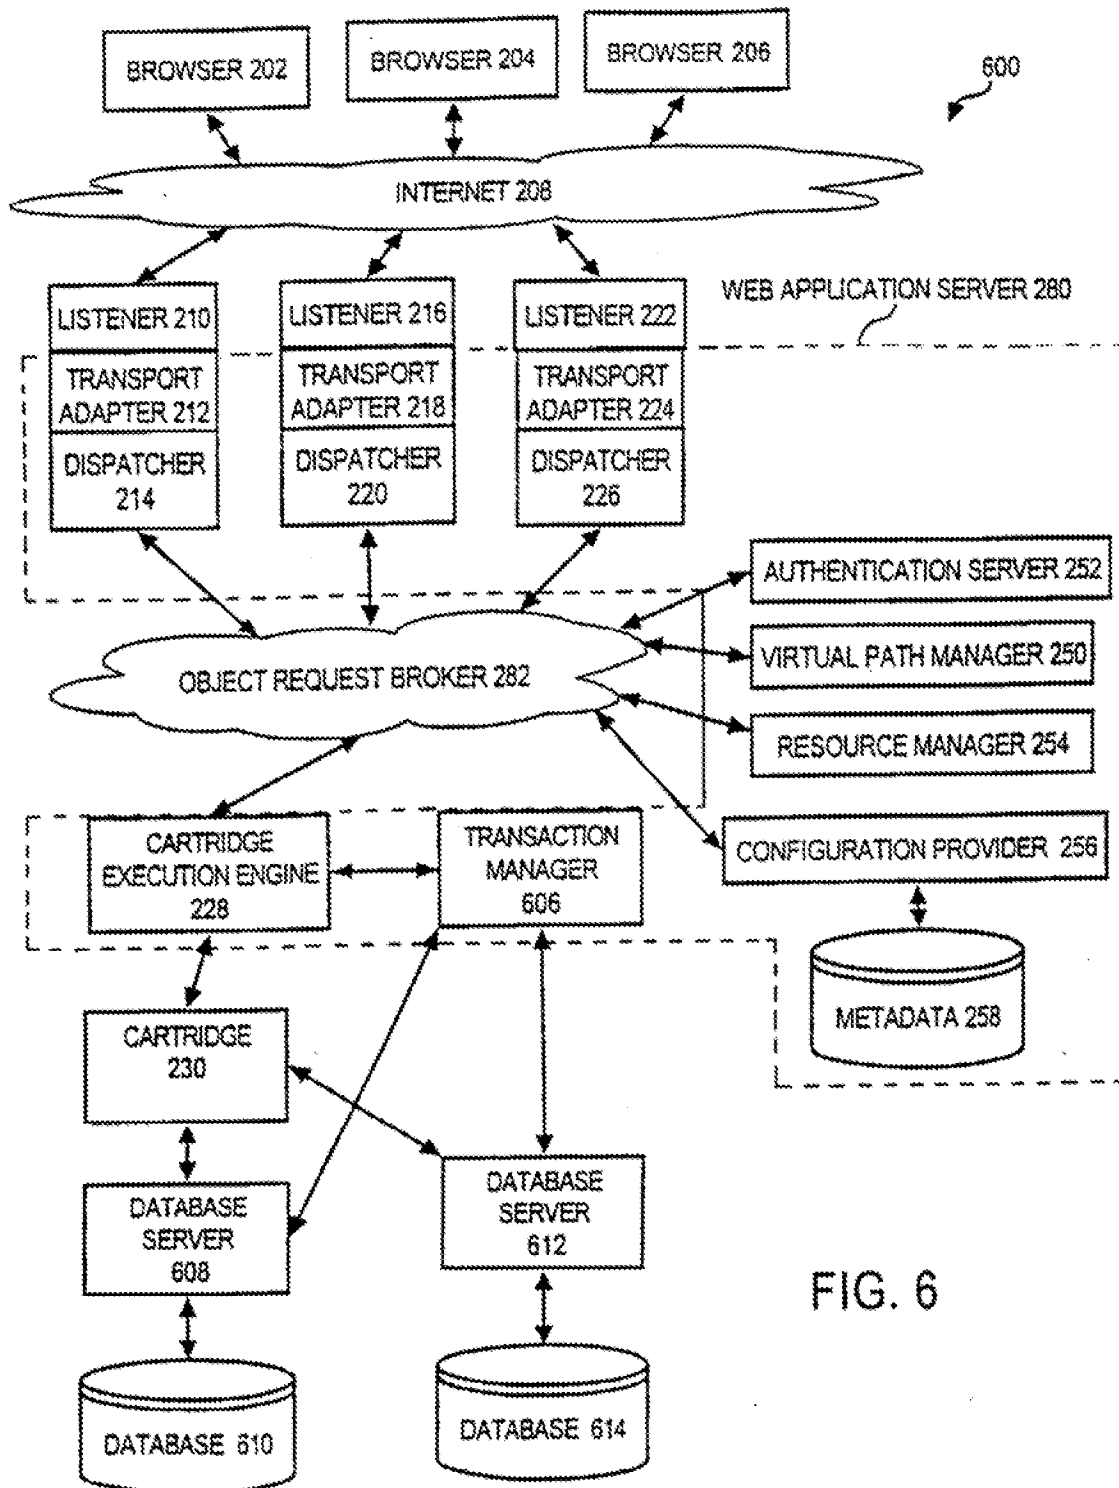 BROWSER 202
BROWSER 204
BROWSER 206
600
INTERNET 208
WEB APPLICATION SERVER 280
LISTENER 210
TRANSPORT
ADAPTER 212
DISPATCHER
214
LISTENER 216
TRANSPORT
ADAPTER 218
DISPATCHER
220
LISTENER 222
TRANSPORT
ADAPTER 224
DISPATCHER
226
AUTHENTICATION SERVER 252
VIRTUAL PATH MANAGER 250
OBJECT REQUEST BROKER 282
RESOURCE MANAGER 254
CARTRIDGE
EXECUTION ENGINE
228
TRANSACTION
MANAGER
606
CONFIGURATION PROVIDER 256
METADATA 258
CARTRIDGE
230
DATABASE
SERVER
608
DATABASE
SERVER
612
FIG. 6
DATABASE 610
DATABASE 614